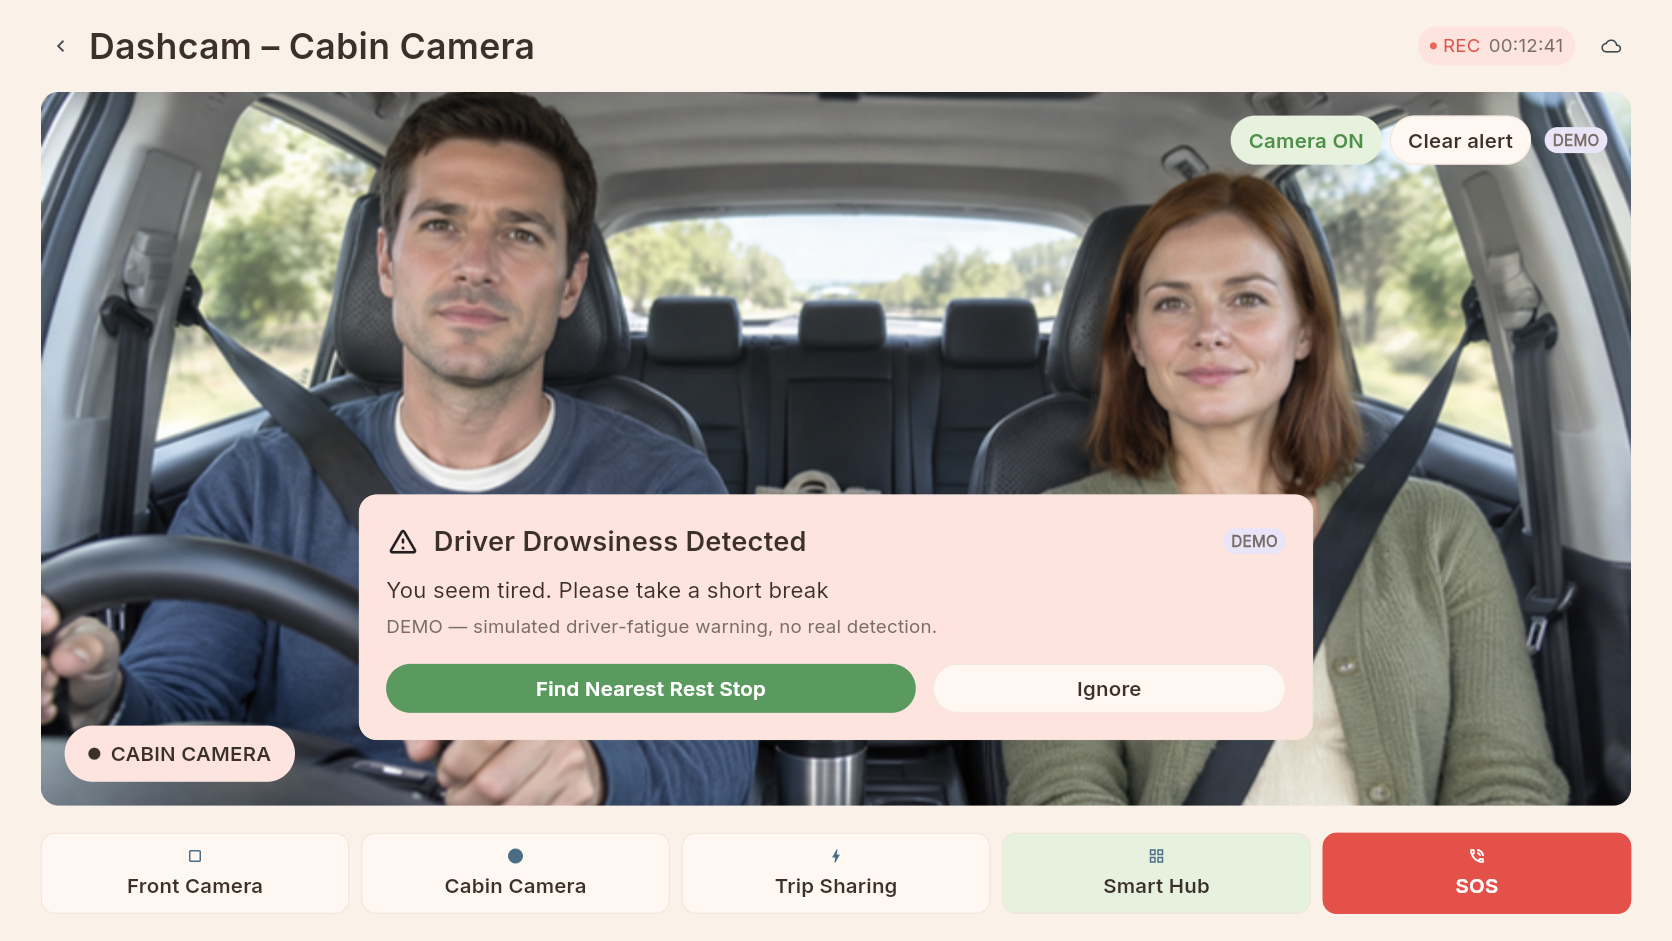 Dashcam – Cabin Camera
REC 00:12:41
Camera ON
Clear alert
DEMO
Driver Drowsiness Detected
DEMO
You seem tired. Please take a short break
DEMO — simulated driver-fatigue warning, no real detection.
Find Nearest Rest Stop
Ignore
CABIN CAMERA
Front Camera
Cabin Camera
Trip Sharing
Smart Hub
SOS